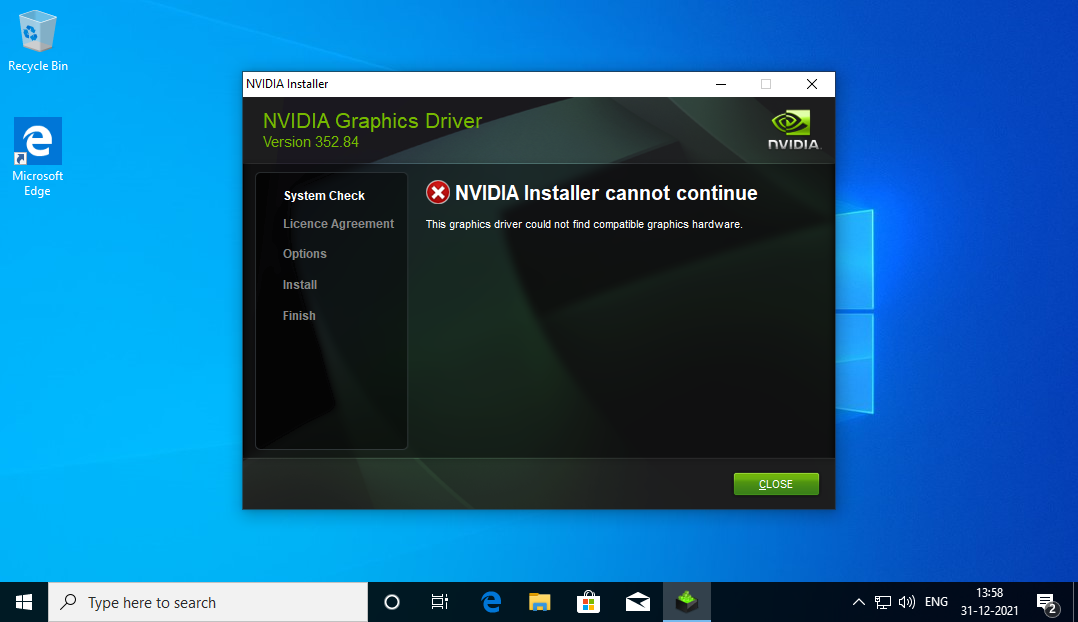 Recycle Bin
Microsoft
Edge
NVIDIA Installer
NVIDIA Graphics Driver
Version 352.84
NVIDIA.
System Check
Licence Agreement
Options
Install
Finish
NVIDIA Installer cannot continue
This graphics driver could not find compatible graphics hardware.
CLOSE
Type here to search
ENG
13:58
31-12-2021
2